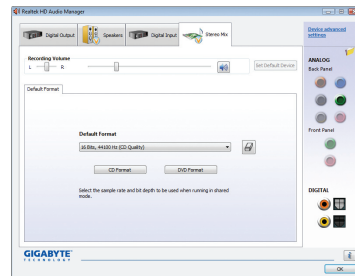 Realtek HD Audio Manager
Digital Output
Speakers
Digital Input
Stereo Mix
Device advanced
settings
Recording Volume
L
R
Set Default Device
ANALOG
Back Panel
Default Format
Default Format
16 Bits, 44100 Hz (CD Quality)
CD Format
DVD Format
Select the sample rate and bit depth to be used when running in shared
mode.
Front Panel
DIGITAL
GIGABYTE
TECHNOLOGY
OK